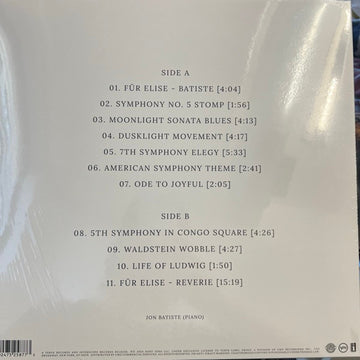 SIDE A
01. FÜR ELISE - BATISTE [4:04]
02. SYMPHONY NO. 5 STOMP [1:56]
03. MOONLIGHT SONATA BLUES [4:13]
04. DUSKLIGHT MOVEMENT [4:17]
05. 7TH SYMPHONY ELEGY [5:33]
06. AMERICAN SYMPHONY THEME [2:41]
07. ODE TO JOYFUL [2:05]
SIDE B
08. 5TH SYMPHONY IN CONGO SQUARE [4:26]
09. WALDSTEIN WOBBLE [4:27]
10. LIFE OF LUDWIG [1:50]
11. FÜR ELISE - REVERIE [15:19]
JON BATISTE (PIANO)